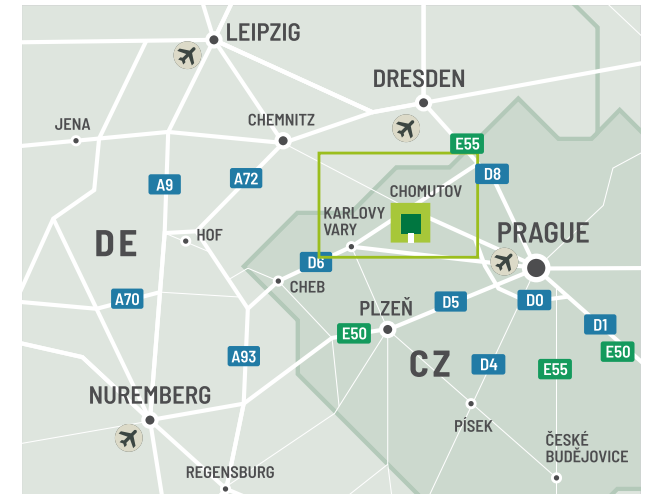 LEIPZIG
DRESDEN
JENA
CHEMNITZ
E55
D8
A9
A72
CHOMUTOV
KARLOVY
VARY
HOF
DE
PRAGUE
D6
CHEB
A70
D5
D0
PLZEŇ
E50
D1
E50
A93
CZ
D4
E55
NUREMBERG
PÍSEK
ČESKÉ
BUDĚJOVICE
REGENSBURG